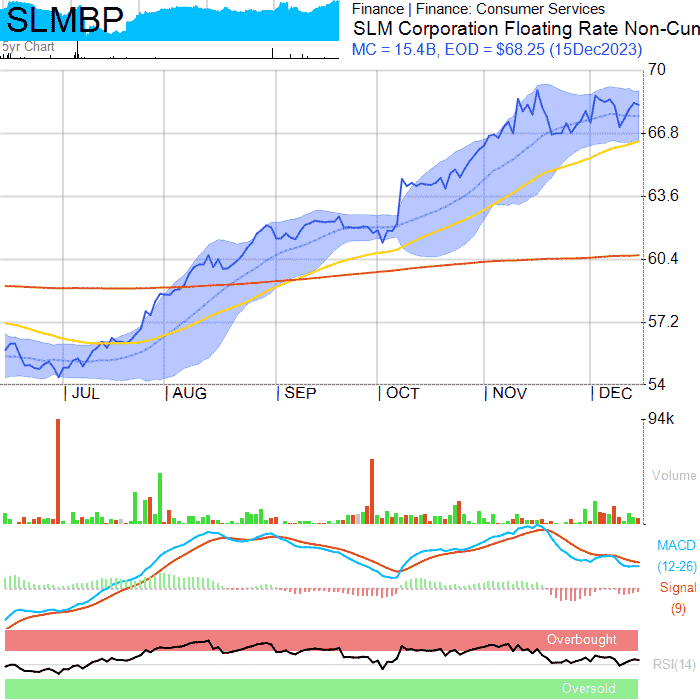 SLMBP
5yr Chart
Finance | Finance: Consumer Services
SLM Corporation Floating Rate Non-Cun
MC = 15.4B, EOD = $68.25 (15Dec2023)
70
66.8
63.6
60.4
57.2
54
JUL AUG SEP OCT NOV DEC
94k
Volume
MACD
(12-26)
Signal
(9)
Overbought
RSI(14)
Oversold